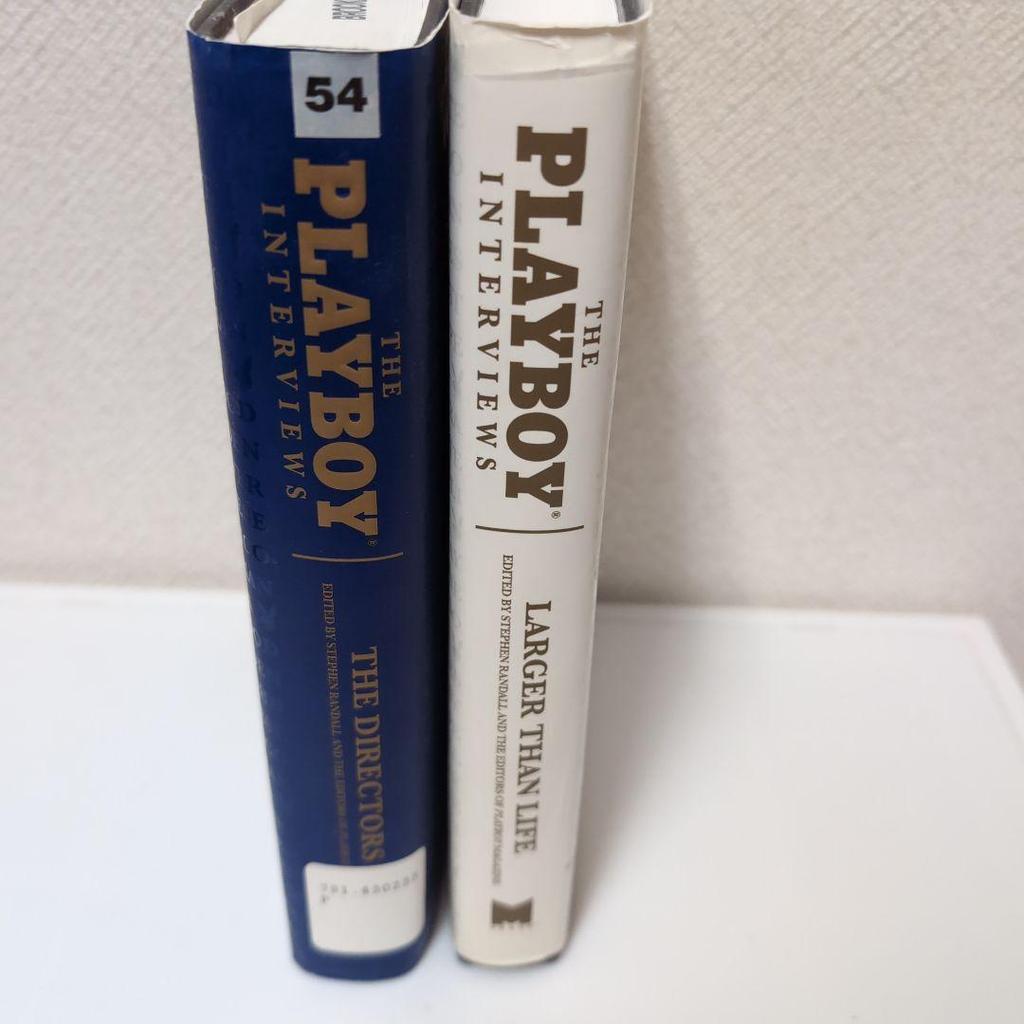 54
THE
PLAYBOY®
INTERVIEWS
THE DIRECTORS
EDITED BY STEPHEN RANDALL AND THE EDITORS OF
P
THE
PLAYBOY®
INTERVIEWS
LARGER THAN LIFE
EDITED BY STEPHEN RANDALL AND THE EDITORS OF PLAYBOY MAGAZINE